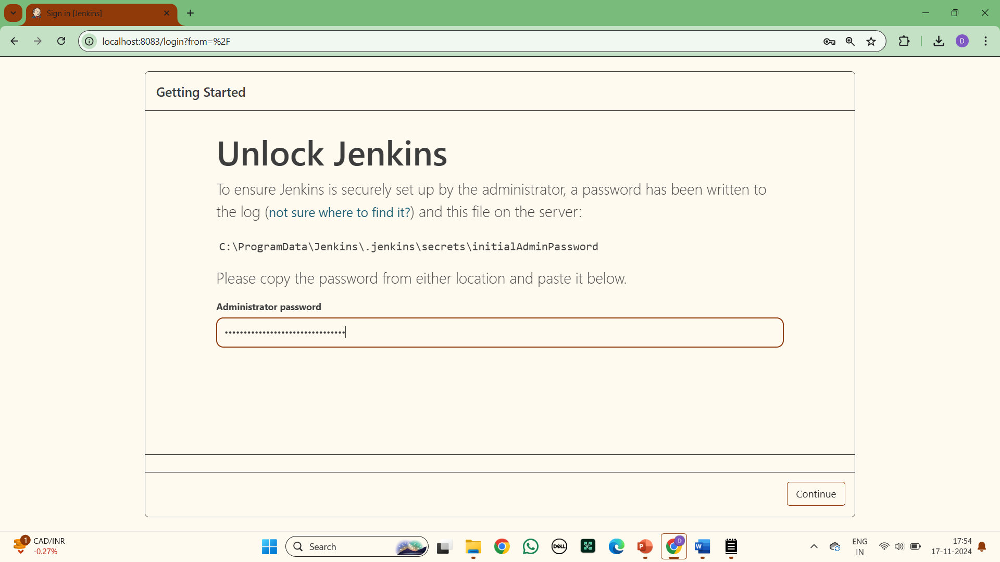 Sign in [Jenkins]
localhost:8083/login?from=%2F
D
Getting Started
Unlock Jenkins
To ensure Jenkins is securely set up by the administrator, a password has been written to
the log (not sure where to find it?) and this file on the server:
C:\ProgramData\Jenkins\.jenkins\secrets\initialAdminPassword
Please copy the password from either location and paste it below.
Administrator password
••••••••••••••••••••••••••••••••
Continue
1
CAD/INR
-0.27%
Search
DELL
P
D
W
ENG
IN
17:54
17-11-2024